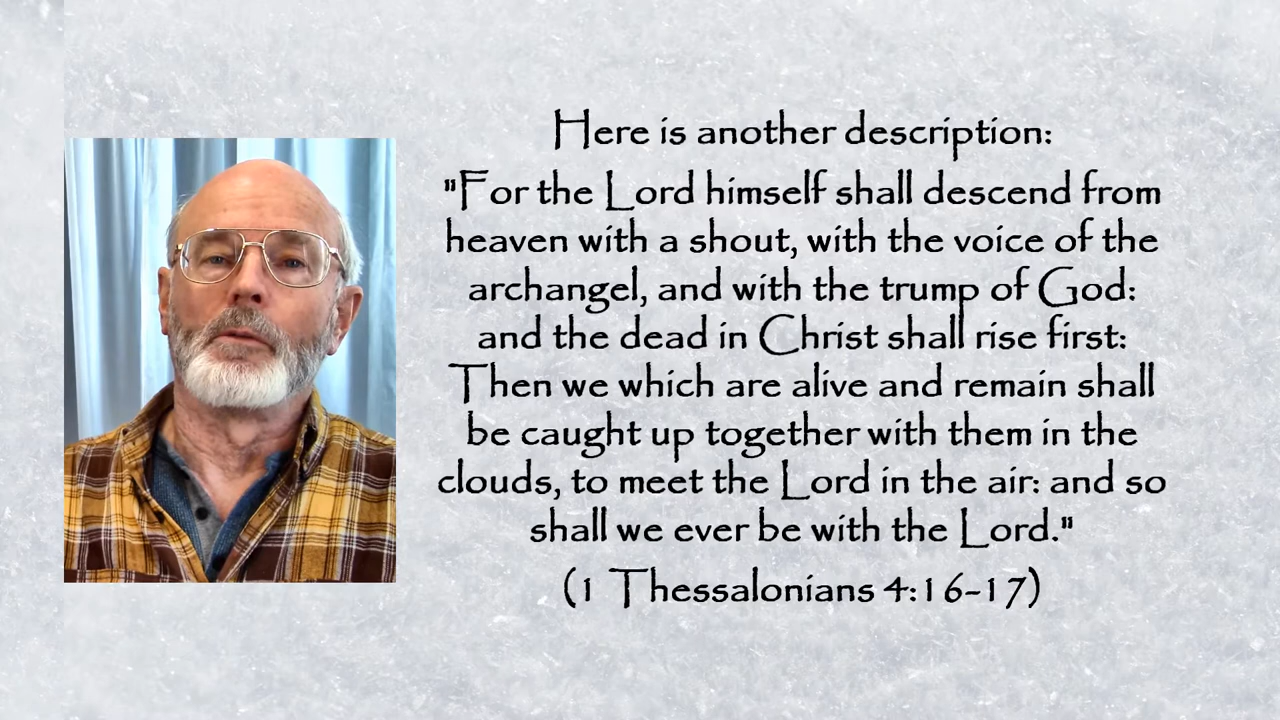 Here is another description:
"For the Lord himself shall descend from
heaven with a shout, with the voice of the
archangel, and with the trump of God:
and the dead in Christ shall rise first:
Then we which are alive and remain shall
be caught up together with them in the
clouds, to meet the Lord in the air: and so
shall we ever be with the Lord."
(1 Thessalonians 4:16-17)